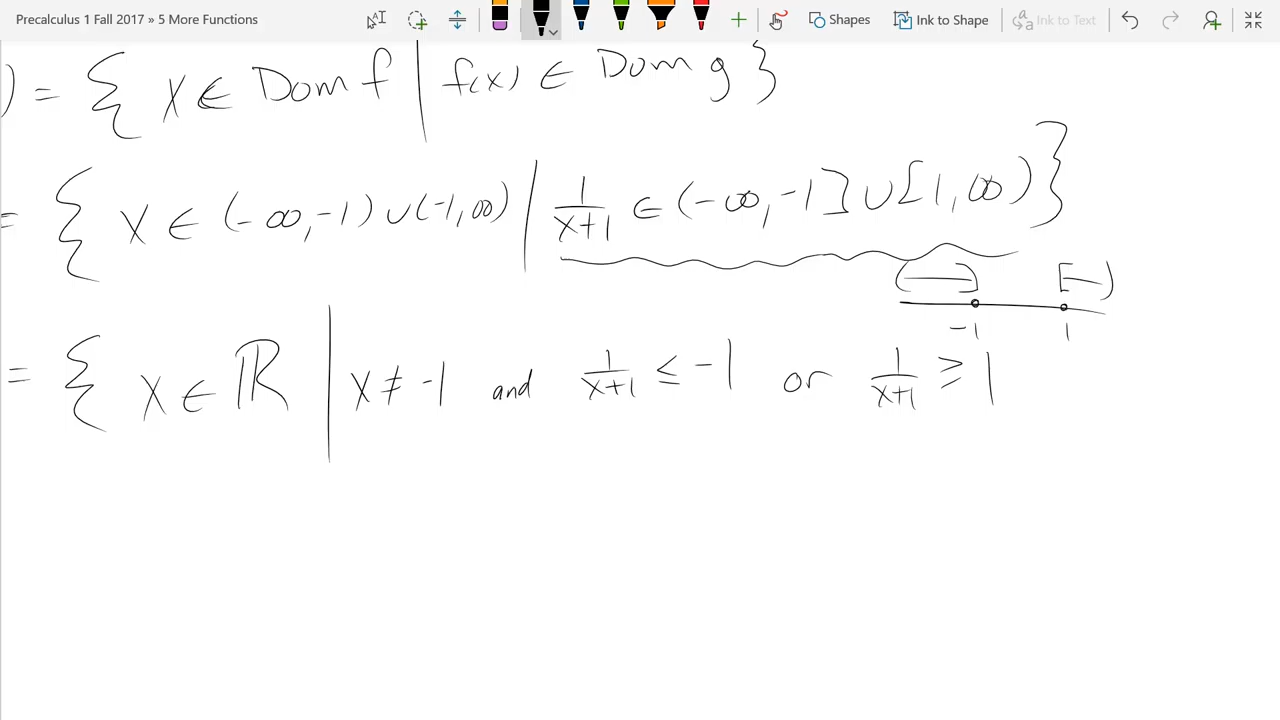 Precalculus 1 Fall 2017 » 5 More Functions
Shapes Ink to Shape Ink to Text
) = { x ∈ Dom f | f(x) ∈ Dom g }
= { x ∈ (-∞,-1) ∪ (-1,∞) | 1/(x+1) ∈ (-∞,-1] ∪ [1,∞) }
( ] [ )
-1 1
= { x ∈ ℝ | x ≠ -1 and 1/(x+1) ≤ -1 or 1/(x+1) ≥ 1